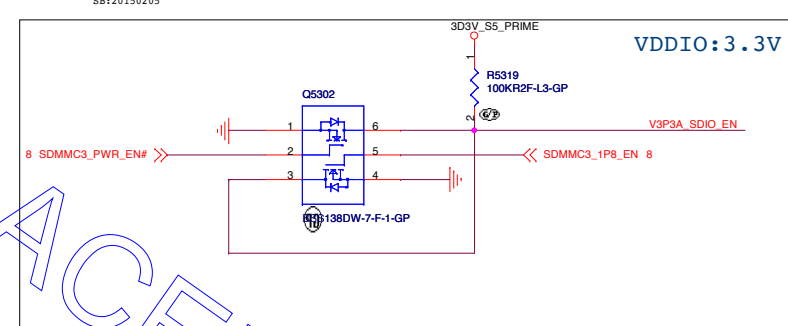 SB:20150205
3D3V_S5_PRIME
VDDIO:3.3V
1
R5319
100KR2F-L3-GP
2
Q5302
1 6
V3P3A_SDIO_EN
8 SDMMC3_PWR_EN# 2 5 SDMMC3_1P8_EN 8
3 4
138DW-7-F-1-GP